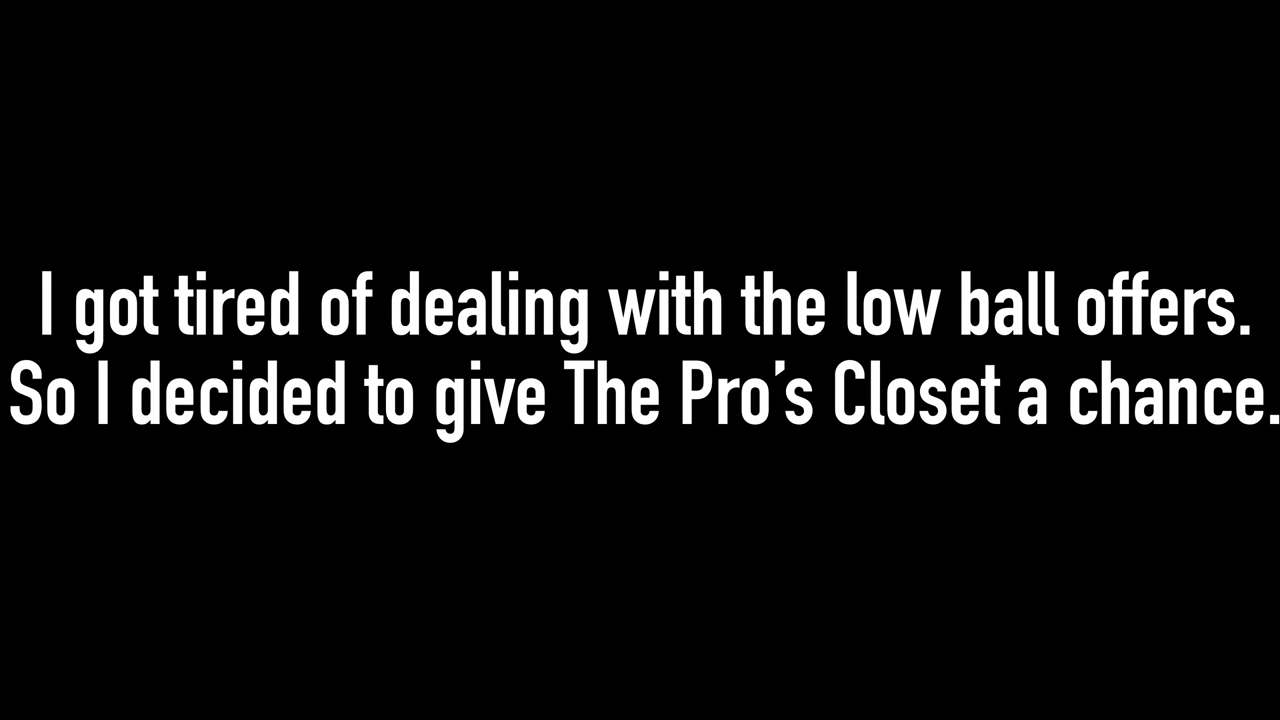 I got tired of dealing with the low ball offers.
So I decided to give The Pro’s Closet a chance.